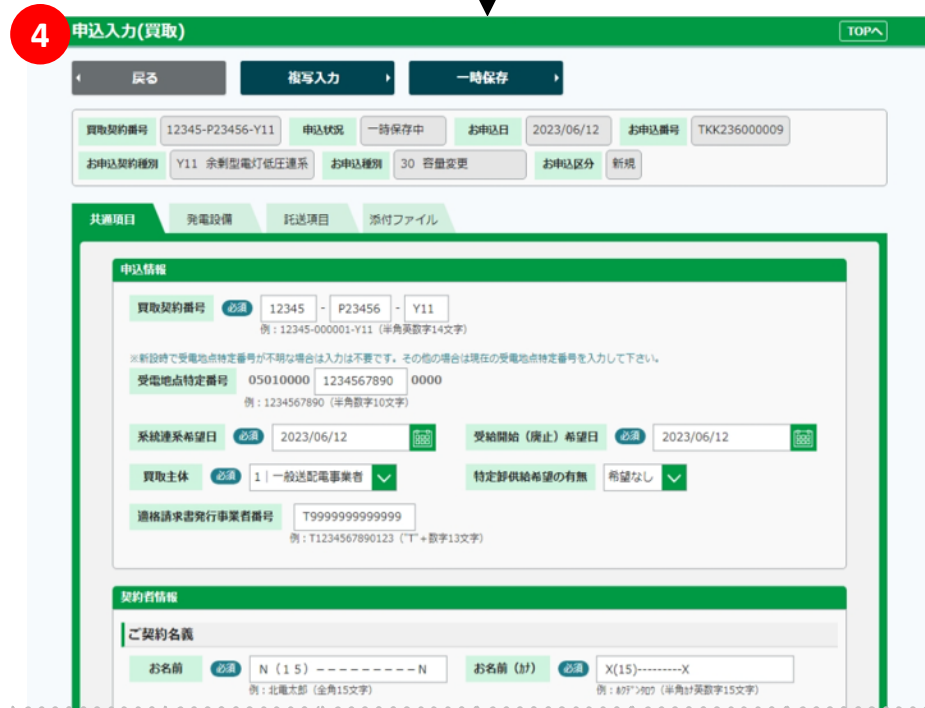 4
申込入力(買取)
TOPへ
戻る
複写入力
一時保存
買取契約番号 12345-P23456-Y11 申込状況 一時保存中 お申込日 2023/06/12 お申込番号 TKK236000009
お申込契約種別 Y11 余剰型電灯低圧連系 お申込種別 30 容量変更 お申込区分 新規
共通項目 発電設備 託送項目 添付ファイル
申込情報
買取契約番号 必須 12345 - P23456 - Y11
例：12345-000001-Y11（半角英数字14文字）
※新設時で受電地点特定番号が不明な場合は入力は不要です。その他の場合は現在の受電地点特定番号を入力して下さい。
受電地点特定番号 05010000 1234567890 0000
例：1234567890（半角数字10文字）
系統連系希望日 必須 2023/06/12 受給開始（廃止）希望日 必須 2023/06/12
買取主体 必須 1｜一般送配電事業者 特定卸供給希望の有無 希望なし
適格請求書発行事業者番号 T9999999999999
例：T1234567890123（"T"+数字13文字）
契約者情報
ご契約名義
お名前 必須 N（15）−−−−−−−−−N お名前（ｶﾅ） 必須 X(15)---------X
例：北電太郎（全角15文字） 例：ﾎｸﾃﾞﾝﾀﾛｳ（半角ｶﾅ英数字15文字）